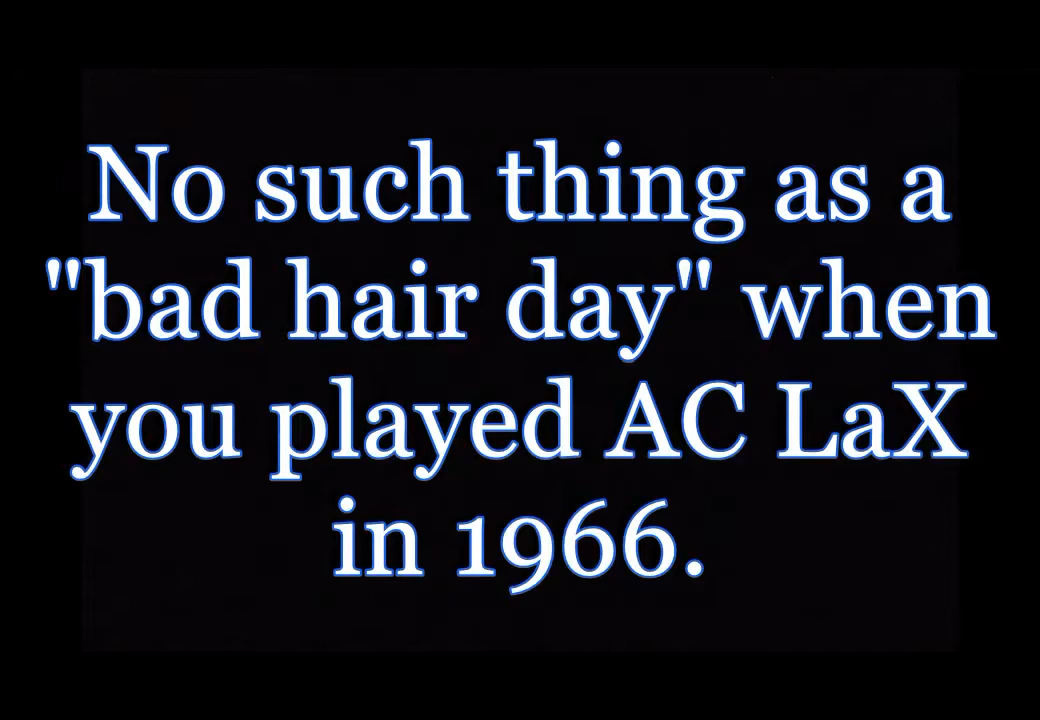 No such thing as a
"bad hair day" when
you played AC LaX
in 1966.